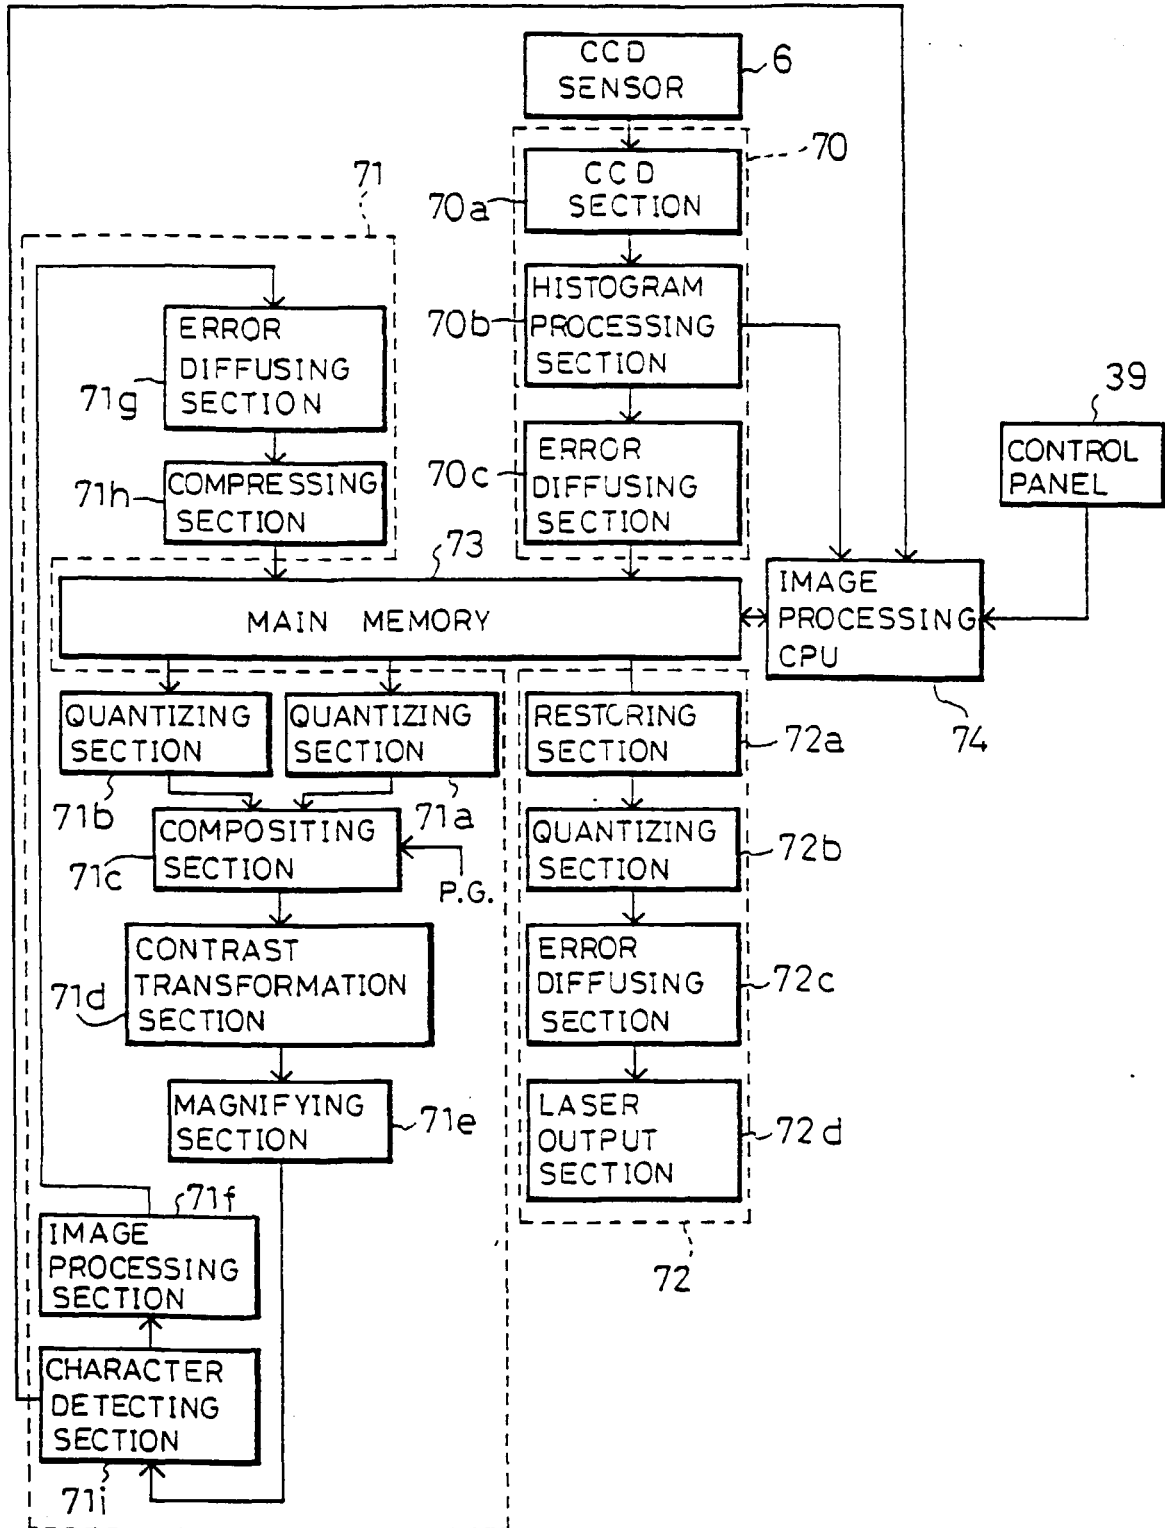 CCD
SENSOR
6
70
CCD
SECTION
70a
71
HISTOGRAM
PROCESSING
SECTION
70b
ERROR
DIFFUSING
SECTION
71g
39
CONTROL
PANEL
ERROR
DIFFUSING
SECTION
70c
COMPRESSING
SECTION
71h
73
MAIN MEMORY
IMAGE
PROCESSING
CPU
74
QUANTIZING
SECTION
71b
QUANTIZING
SECTION
71a
RESTORING
SECTION
72a
COMPOSITING
SECTION
71c
P.G.
QUANTIZING
SECTION
72b
CONTRAST
TRANSFORMATION
SECTION
71d
ERROR
DIFFUSING
SECTION
72c
MAGNIFYING
SECTION
71e
LASER
OUTPUT
SECTION
72d
71f
IMAGE
PROCESSING
SECTION
72
CHARACTER
DETECTING
SECTION
71i